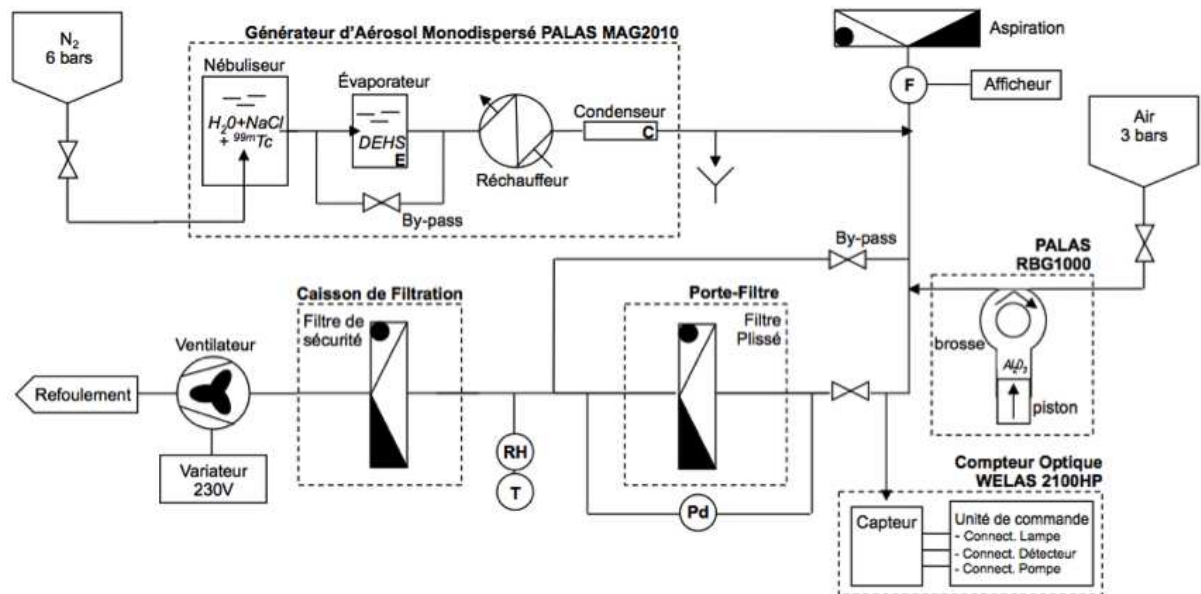 N2
6 bars
Générateur d'Aérosol Monodispersé PALAS MAG2010
Nébuliseur
H20+NaCl
+ 99mTc
Évaporateur
DEHS
E
Réchauffeur
Condenseur
C
By-pass
Aspiration
F
Afficheur
Air
3 bars
By-pass
PALAS
RBG1000
brosse
Al2O3
piston
Caisson de Filtration
Filtre de
sécurité
Porte-Filtre
Filtre
Plissé
Ventilateur
Refoulement
Variateur
230V
RH
T
Pd
Compteur Optique
WELAS 2100HP
Capteur
Unité de commande
- Connect. Lampe
- Connect. Détecteur
- Connect. Pompe